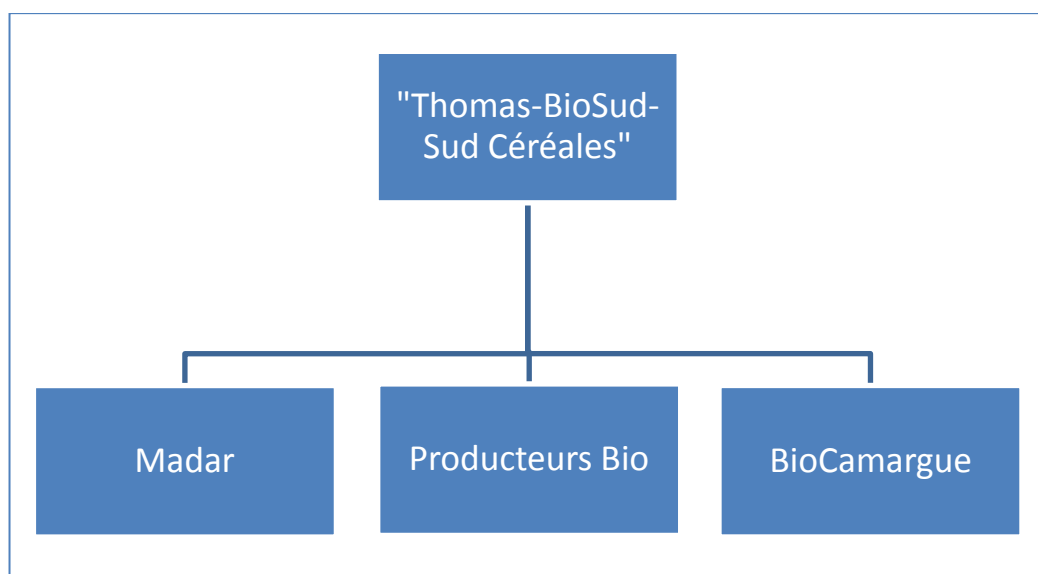 "Thomas-BioSud-
Sud Céréales"
Madar
Producteurs Bio
BioCamargue